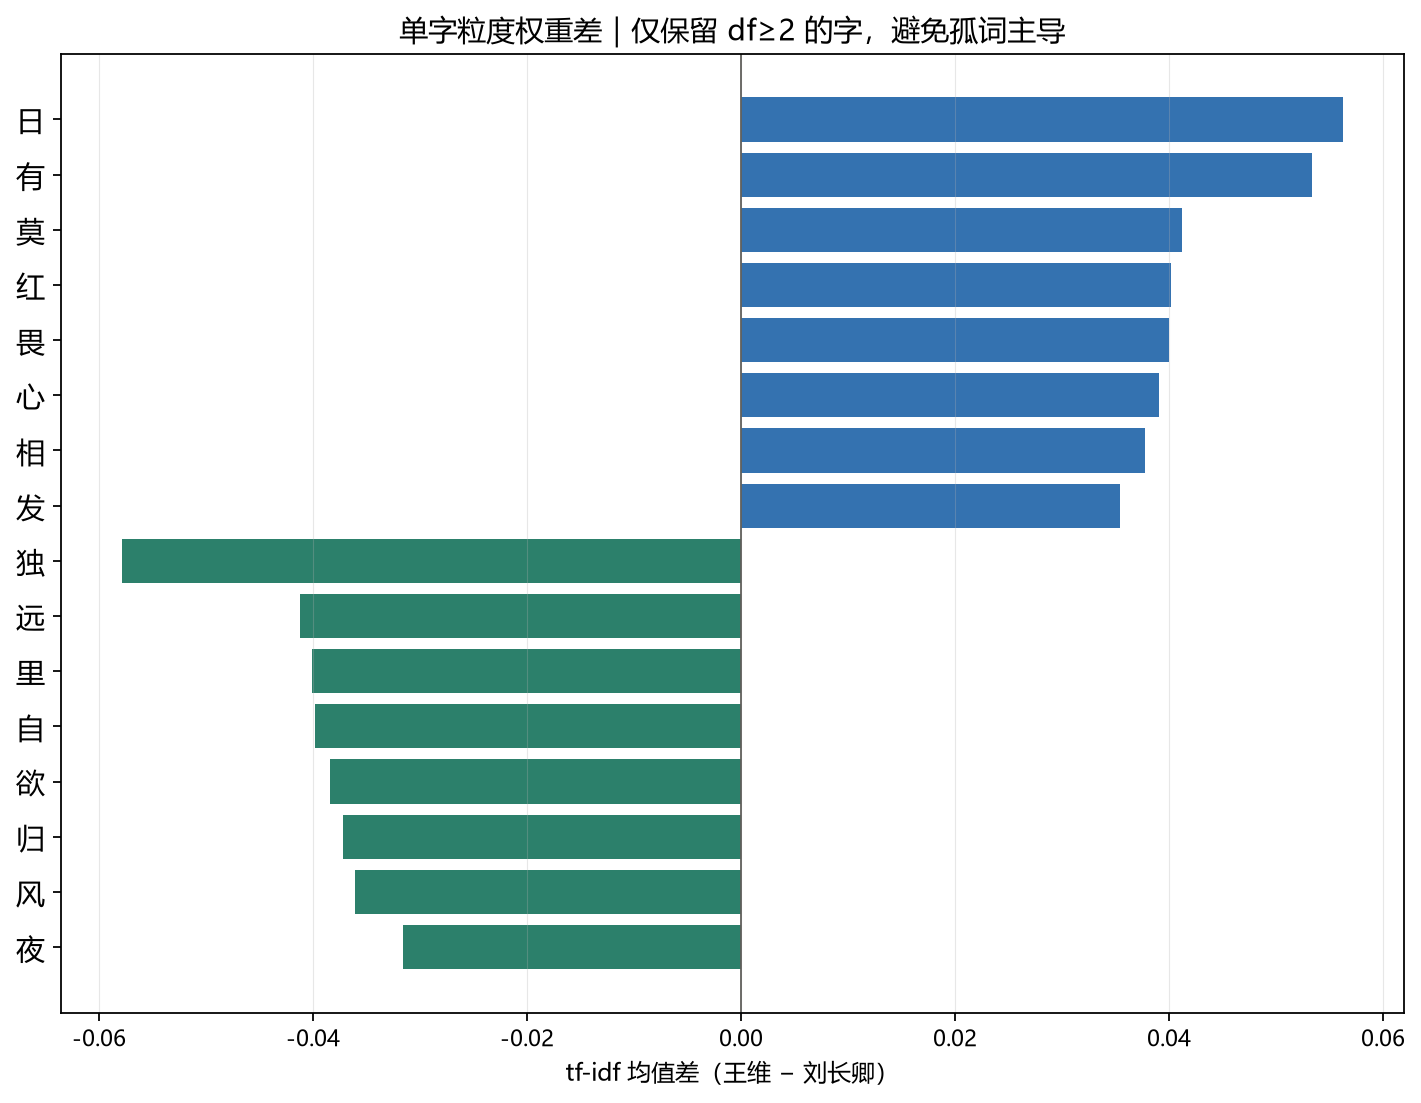 单字粒度权重差 | 仅保留 df≥2 的字，避免孤词主导
日
有
莫
红
畏
心
相
发
独
远
里
自
欲
归
风
夜
-0.06 -0.04 -0.02 0.00 0.02 0.04 0.06
tf-idf 均值差（王维 − 刘长卿）